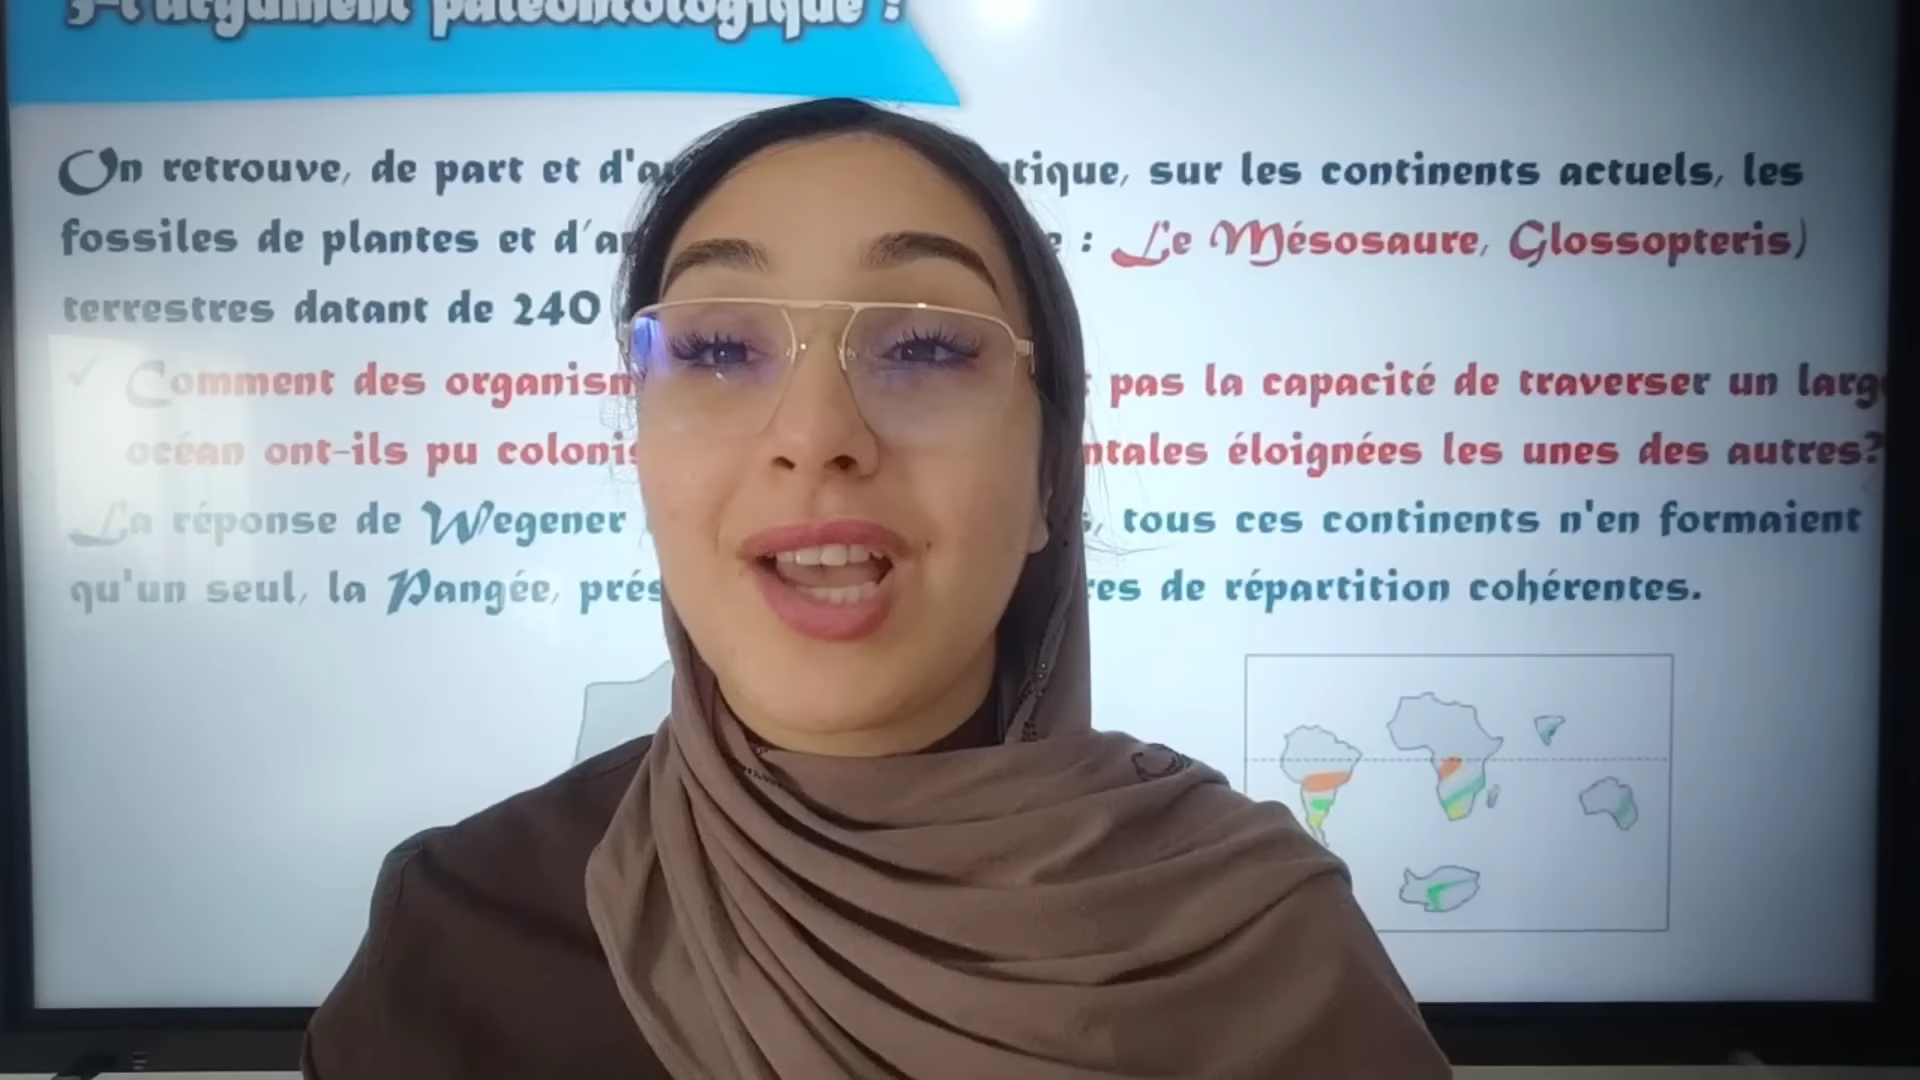 3-L'argument paléontologique :
On retrouve, de part et d'a tique, sur les continents actuels, les
fossiles de plantes et d'a e : Le Mésosaure, Glossopteris)
terrestres datant de 240
✓ Comment des organism pas la capacité de traverser un larg
océan ont-ils pu colonis ntales éloignées les unes des autres?
La réponse de Wegener s, tous ces continents n'en formaient
qu'un seul, la Pangée, prés res de répartition cohérentes.